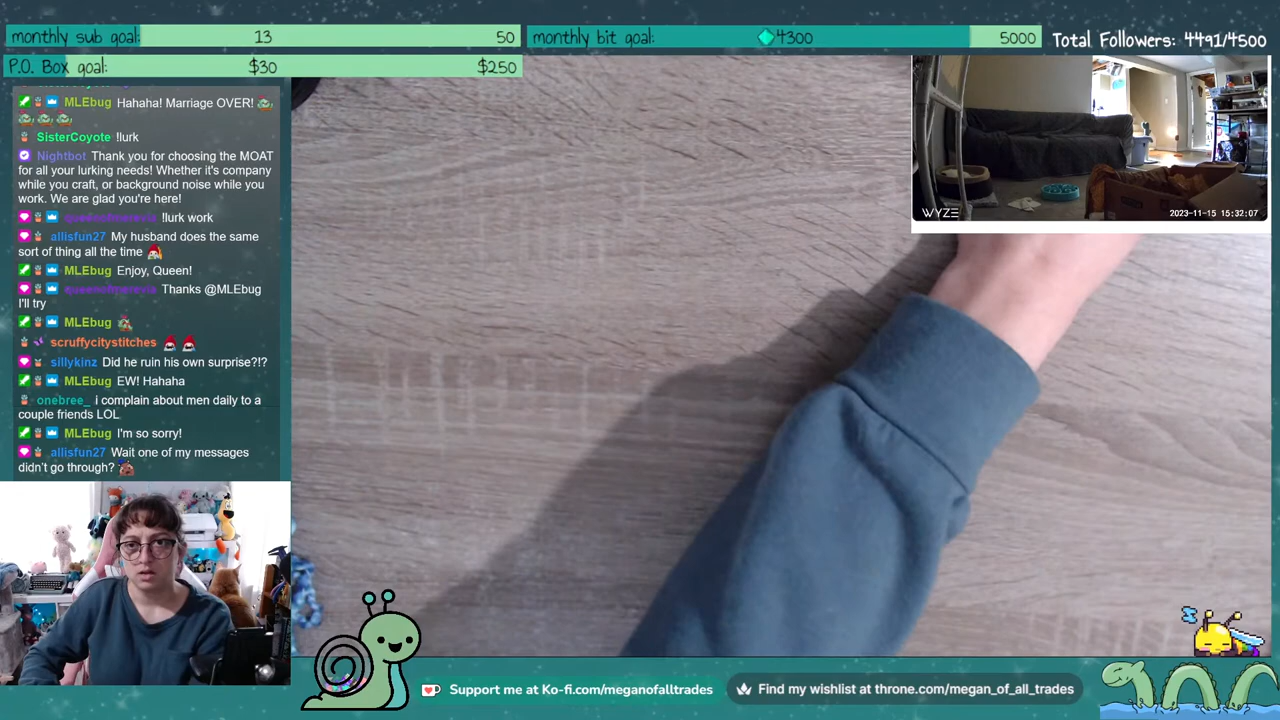 monthly sub goal: 13 50
monthly bit goal: 4300 5000
Total Followers: 4491/4500
P.O. Box goal: $30 $250
MLEbug Hahaha! Marriage OVER!
SisterCoyote !lurk
Nightbot Thank you for choosing the MOAT
for all your lurking needs! Whether it's company
while you craft, or background noise while you
work. We are glad you're here!
!lurk work
allisfun27 My husband does the same
sort of thing all the time
MLEbug Enjoy, Queen!
Thanks @MLEbug
I'll try
MLEbug
scruffycitystitches
sillykinz Did he ruin his own surprise?!?
MLEbug EW! Hahaha
onebree_ i complain about men daily to a
couple friends LOL
MLEbug I'm so sorry!
allisfun27 Wait one of my messages
didn't go through?
WYZE
2023-11-15 15:32:07
Support me at Ko-fi.com/meganofalltrades
Find my wishlist at throne.com/megan_of_all_trades